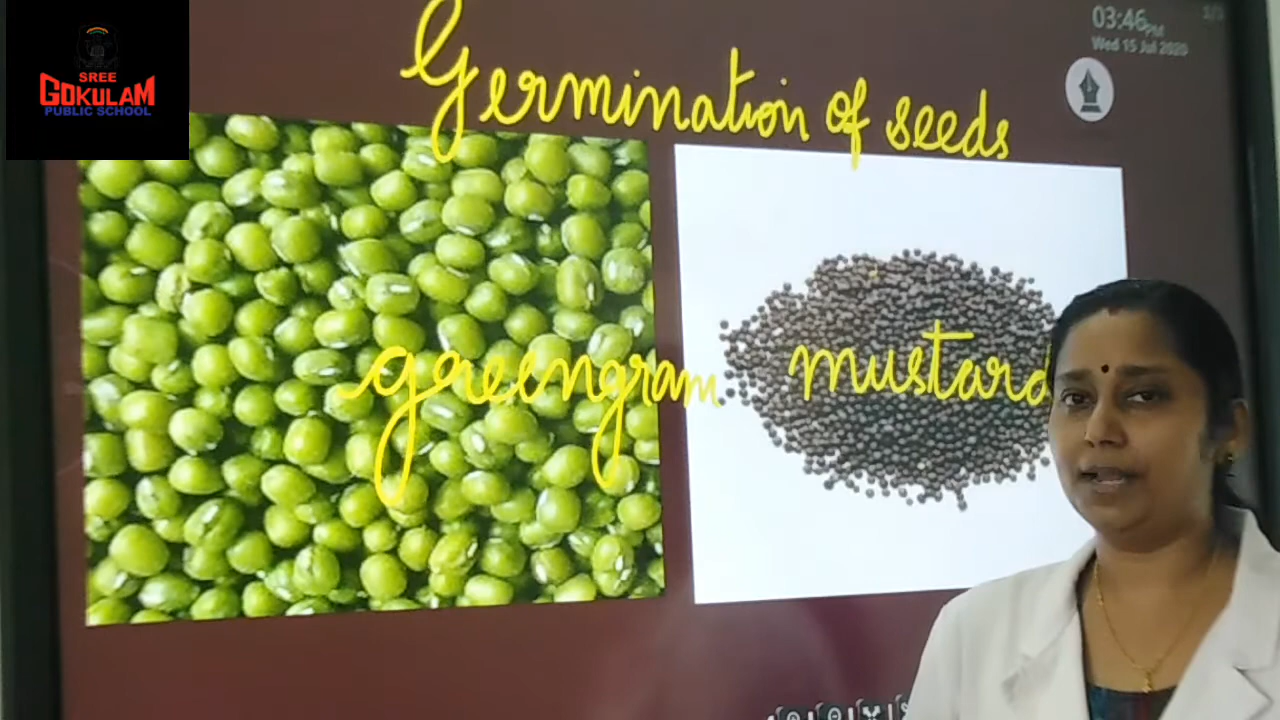 SREE
GOKULAM
PUBLIC SCHOOL
03:46PM
Wed 15 Jul 2020
Germination of seeds
greengram
mustard